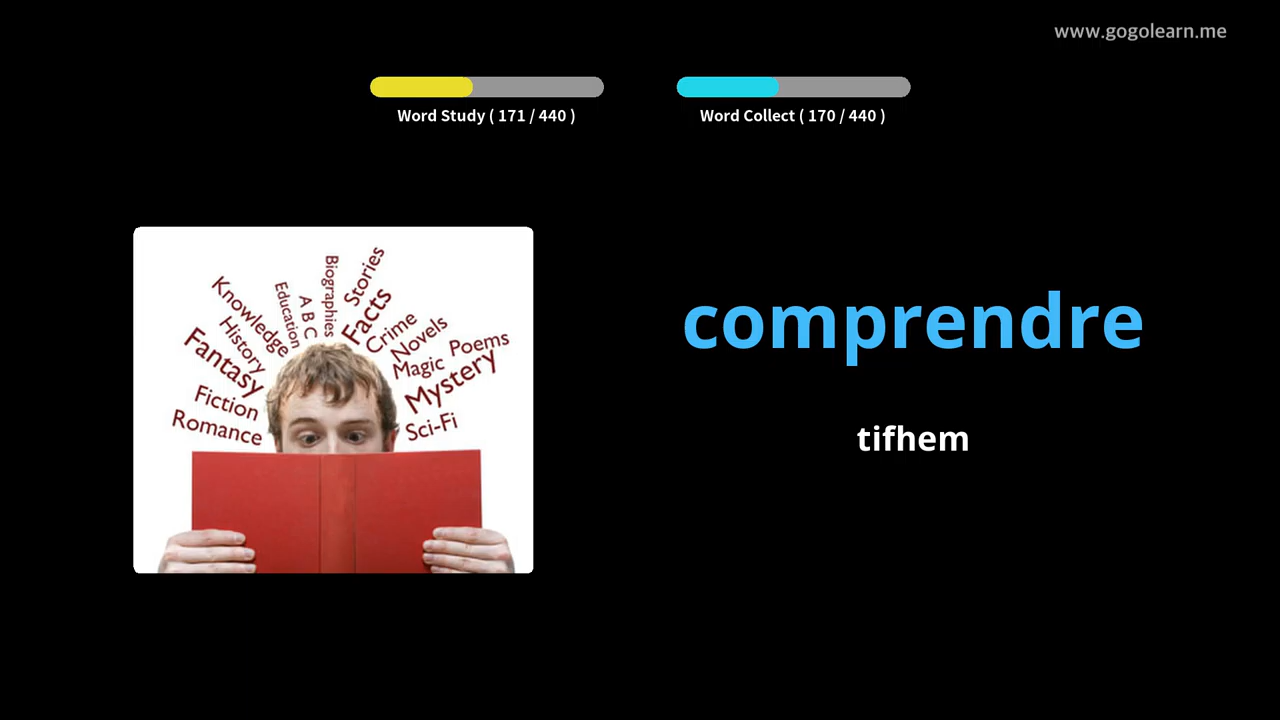 www.gogolearn.me
Word Study ( 171 / 440 )
Word Collect ( 170 / 440 )
Biographies
Stories
Education
A B C
Facts
Knowledge
Crime
History
Novels
Fantasy
Magic
Poems
Mystery
Fiction
Romance
Sci-Fi
comprendre
tifhem